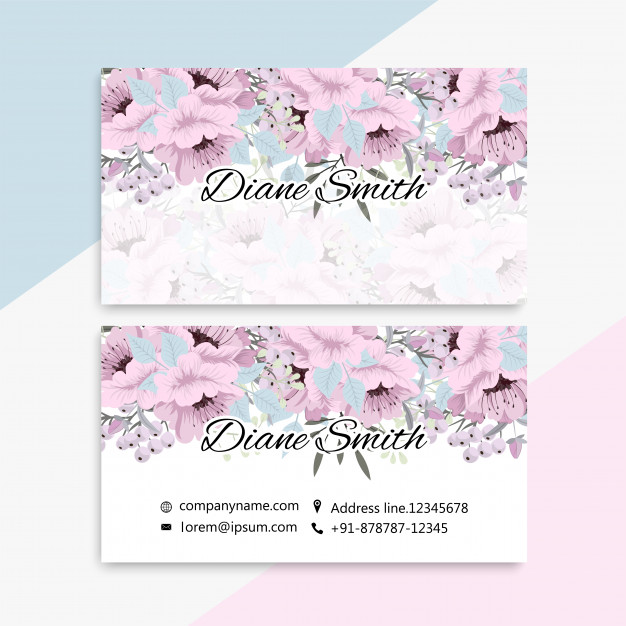 Diane Smith
Diane Smith
companyname.com
Address line.12345678
lorem@ipsum.com
+91-878787-12345